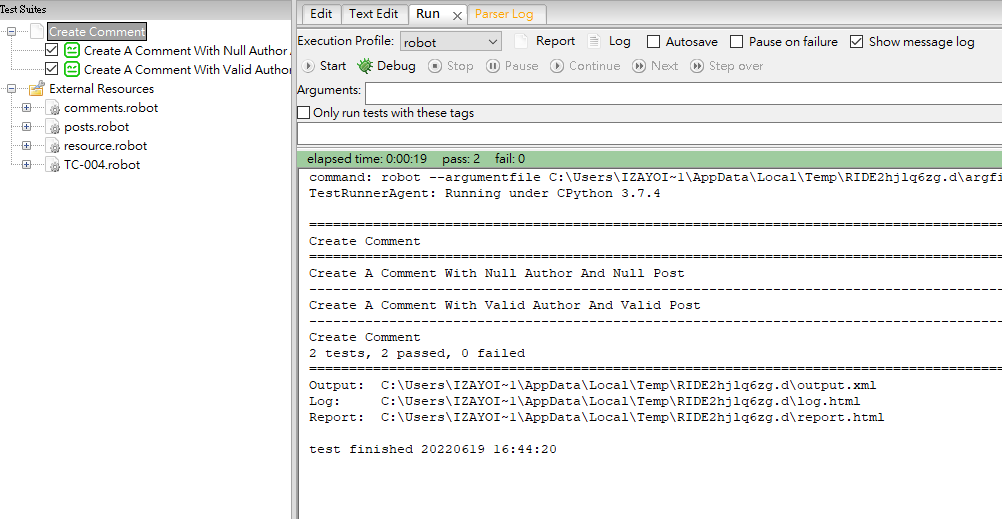 Test Suites
Create Comment
Create A Comment With Null Author
Create A Comment With Valid Autho
External Resources
comments.robot
posts.robot
resource.robot
TC-004.robot
Edit Text Edit Run Parser Log
Execution Profile: robot Report Log Autosave Pause on failure Show message log
Start Debug Stop Pause Continue Next Step over
Arguments:
Only run tests with these tags
elapsed time: 0:00:19 pass: 2 fail: 0
command: robot --argumentfile C:\Users\IZAYOI~1\AppData\Local\Temp\RIDE2hjlq6zg.d\argfi
TestRunnerAgent: Running under CPython 3.7.4
Create Comment
Create A Comment With Null Author And Null Post
Create A Comment With Valid Author And Valid Post
Create Comment
2 tests, 2 passed, 0 failed
Output: C:\Users\IZAYOI~1\AppData\Local\Temp\RIDE2hjlq6zg.d\output.xml
Log: C:\Users\IZAYOI~1\AppData\Local\Temp\RIDE2hjlq6zg.d\log.html
Report: C:\Users\IZAYOI~1\AppData\Local\Temp\RIDE2hjlq6zg.d\report.html
test finished 20220619 16:44:20